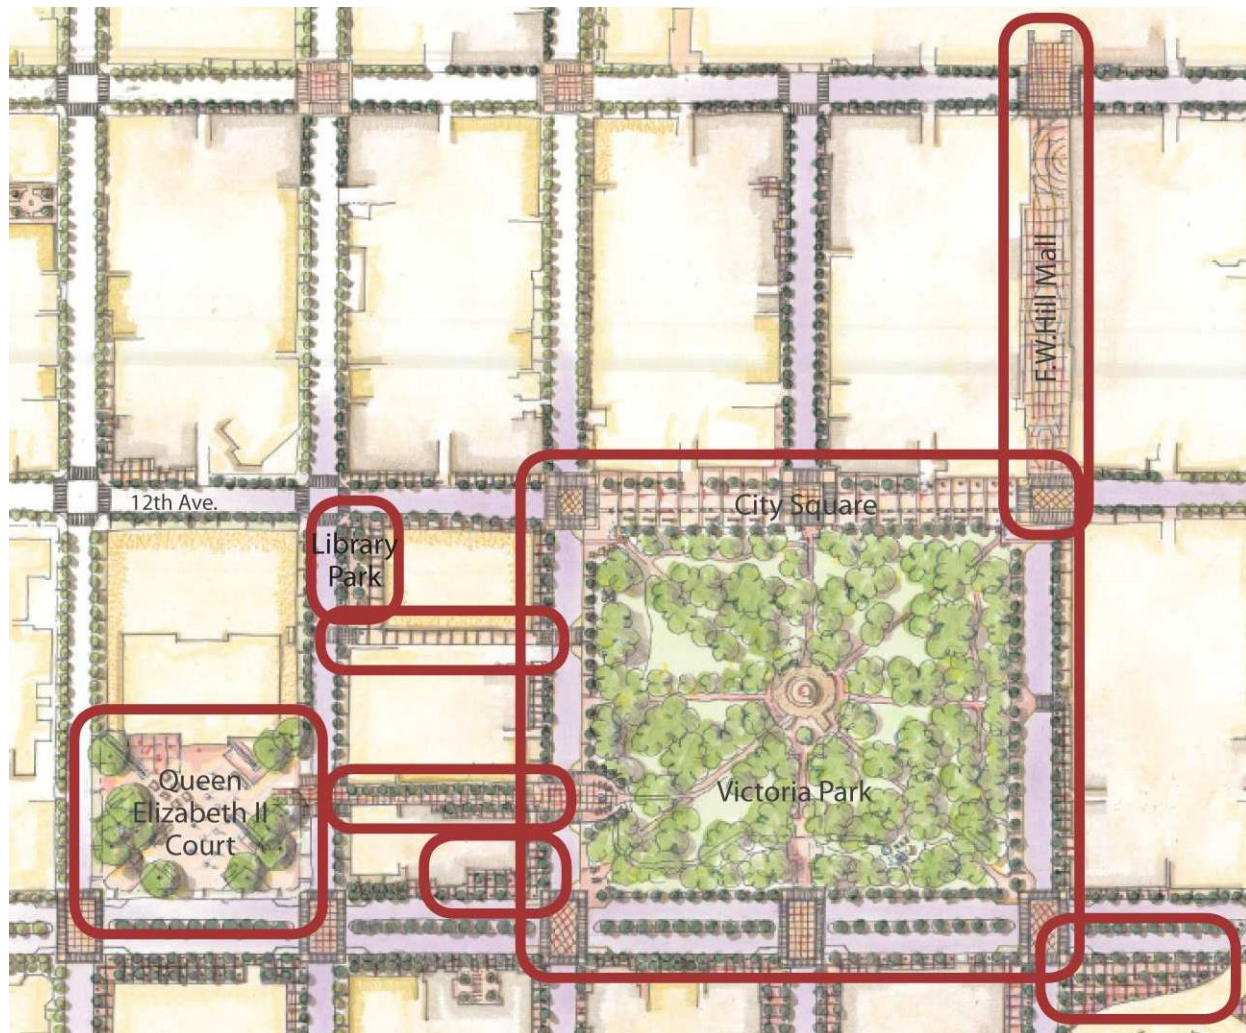 F.W.Hill Mall
12th Ave.
City Square
Library
Park
Queen
Elizabeth II
Court
Victoria Park